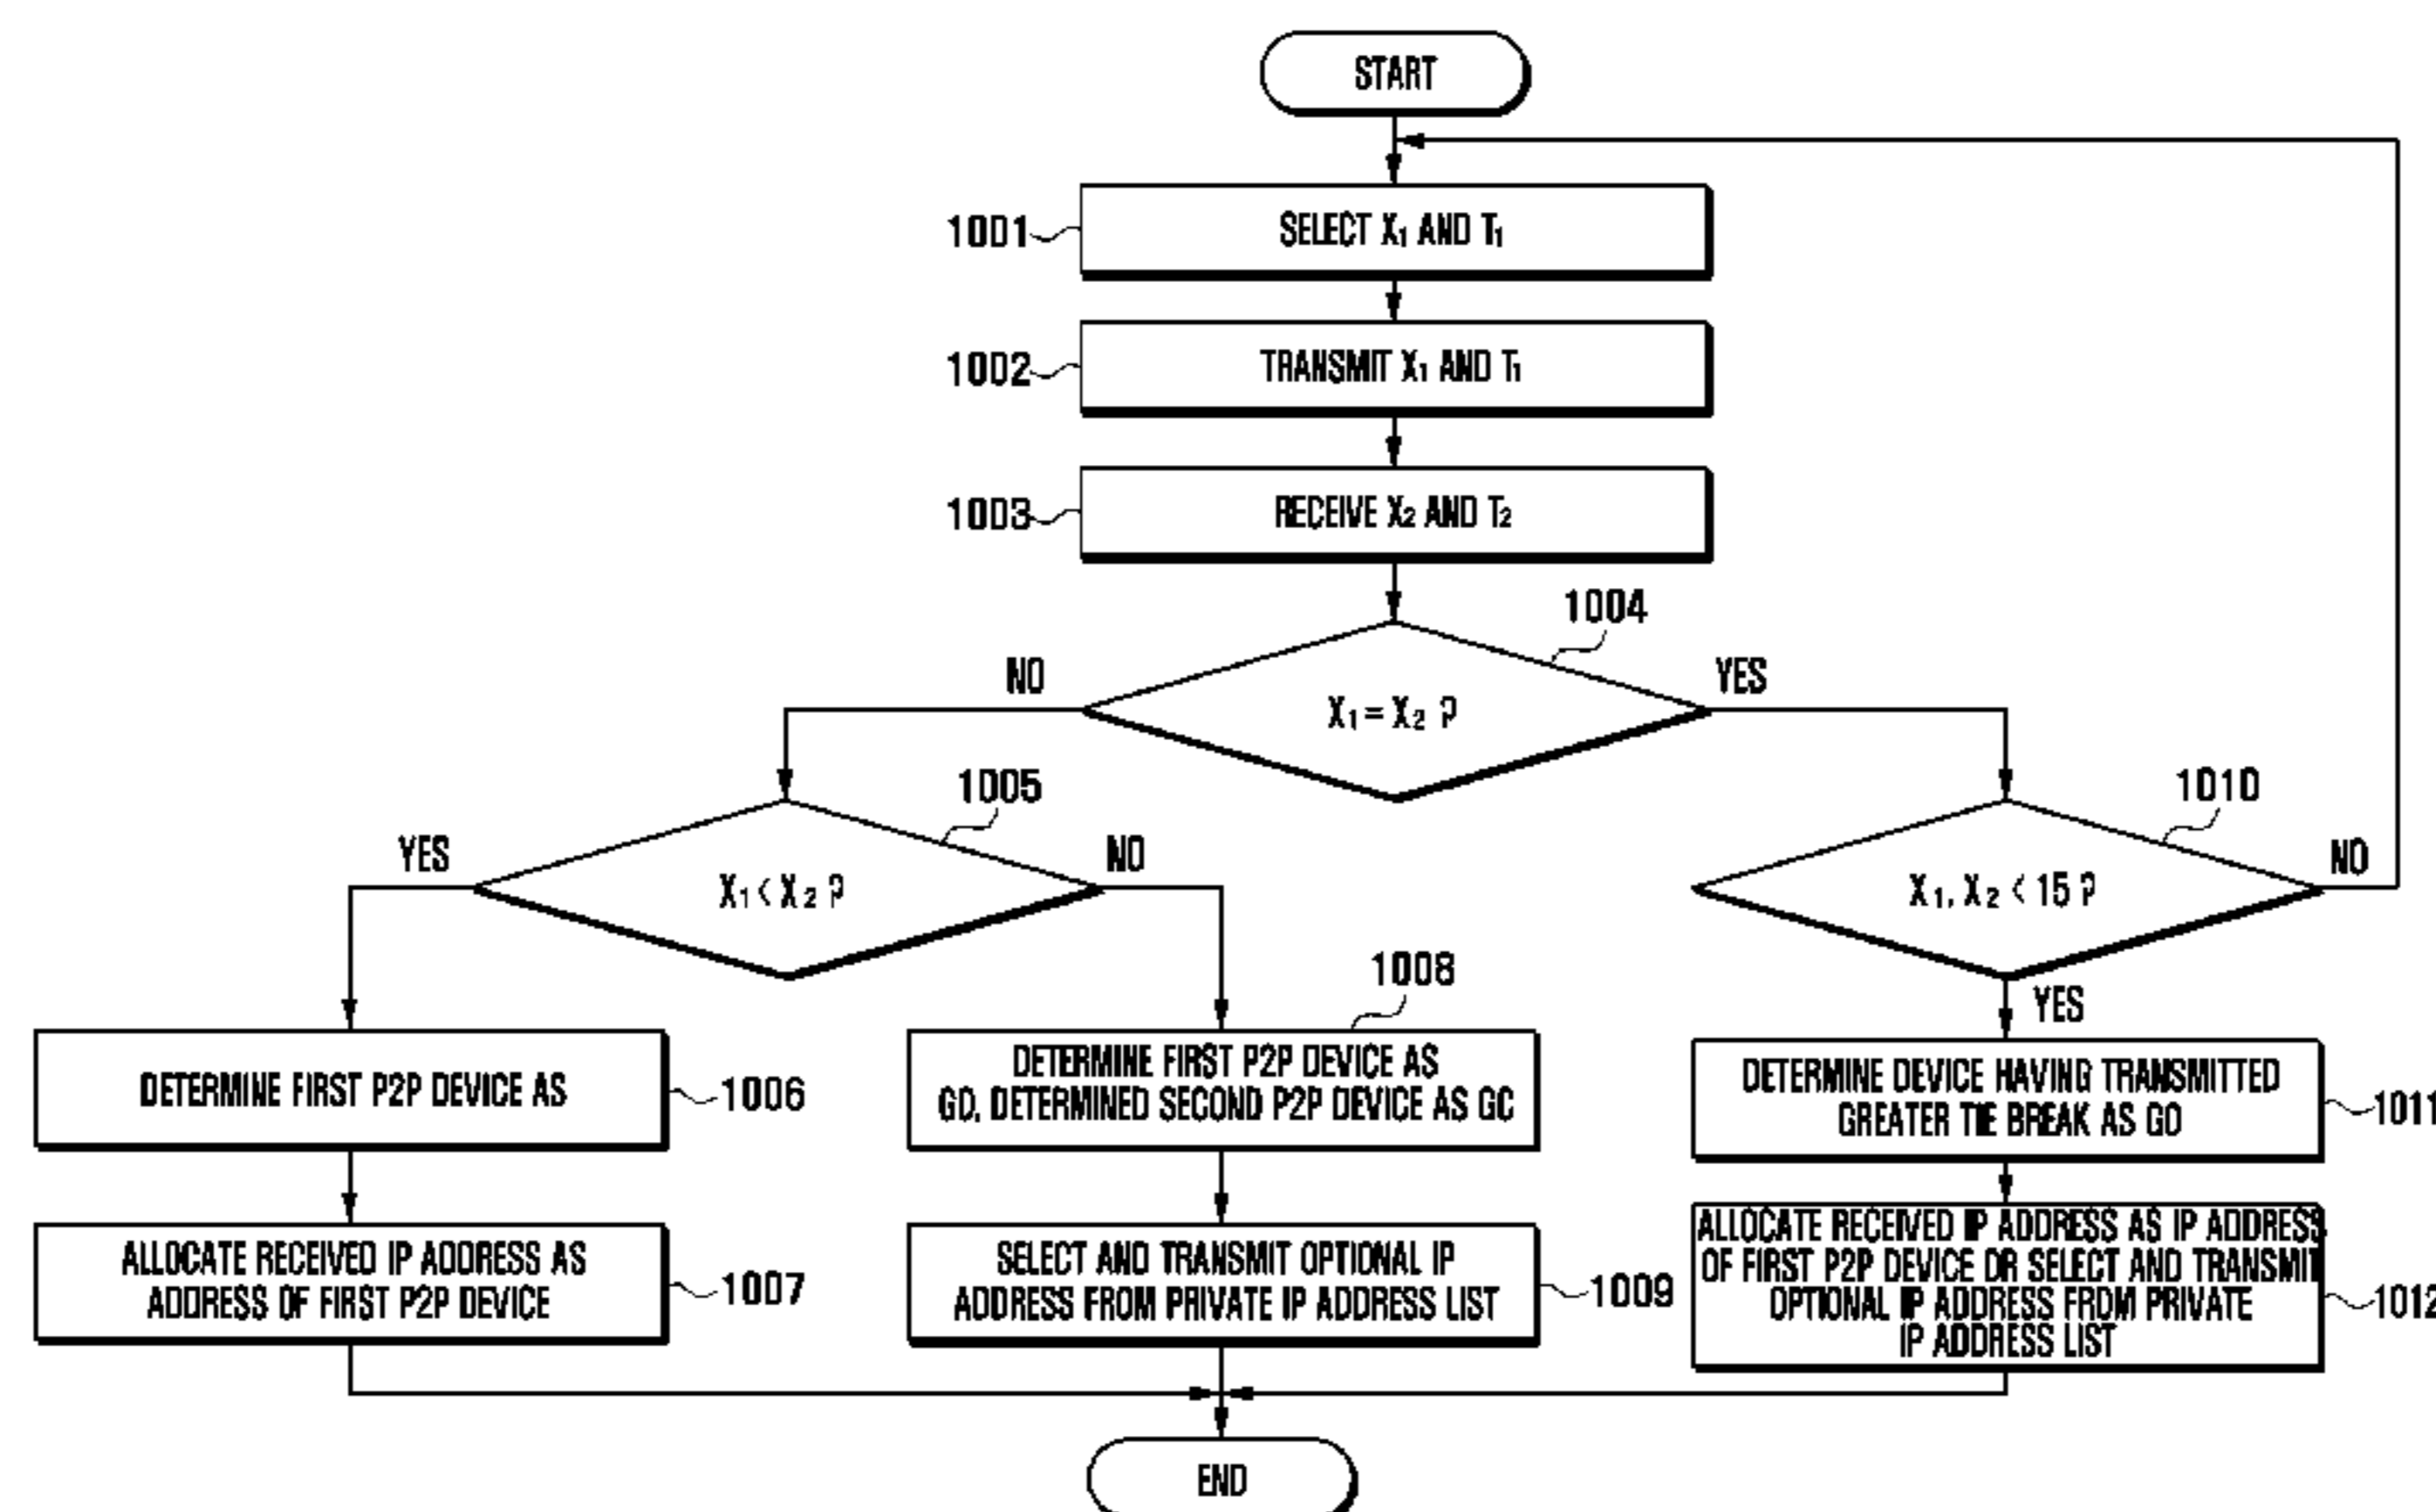 START
1001
SELECT X₁ AND T₁
1002
TRANSMIT X₁ AND T₁
1003
RECEIVE X₂ AND T₂
1004
NO
YES
X₁ = X₂ ?
1005
1010
YES
NO
NO
X₁ < X₂ ?
X₁, X₂ < 15 ?
1008
YES
DETERMINE FIRST P2P DEVICE AS
1006
DETERMINE FIRST P2P DEVICE AS
GO, DETERMINED SECOND P2P DEVICE AS GC
DETERMINE DEVICE HAVING TRANSMITTED
GREATER TIE BREAK AS GO
1011
ALLOCATE RECEIVED IP ADDRESS AS
ADDRESS OF FIRST P2P DEVICE
1007
SELECT AND TRANSMIT OPTIONAL IP
ADDRESS FROM PRIVATE IP ADDRESS LIST
1009
ALLOCATE RECEIVED IP ADDRESS AS IP ADDRESS
OF FIRST P2P DEVICE OR SELECT AND TRANSMIT
OPTIONAL IP ADDRESS FROM PRIVATE
IP ADDRESS LIST
1012
END